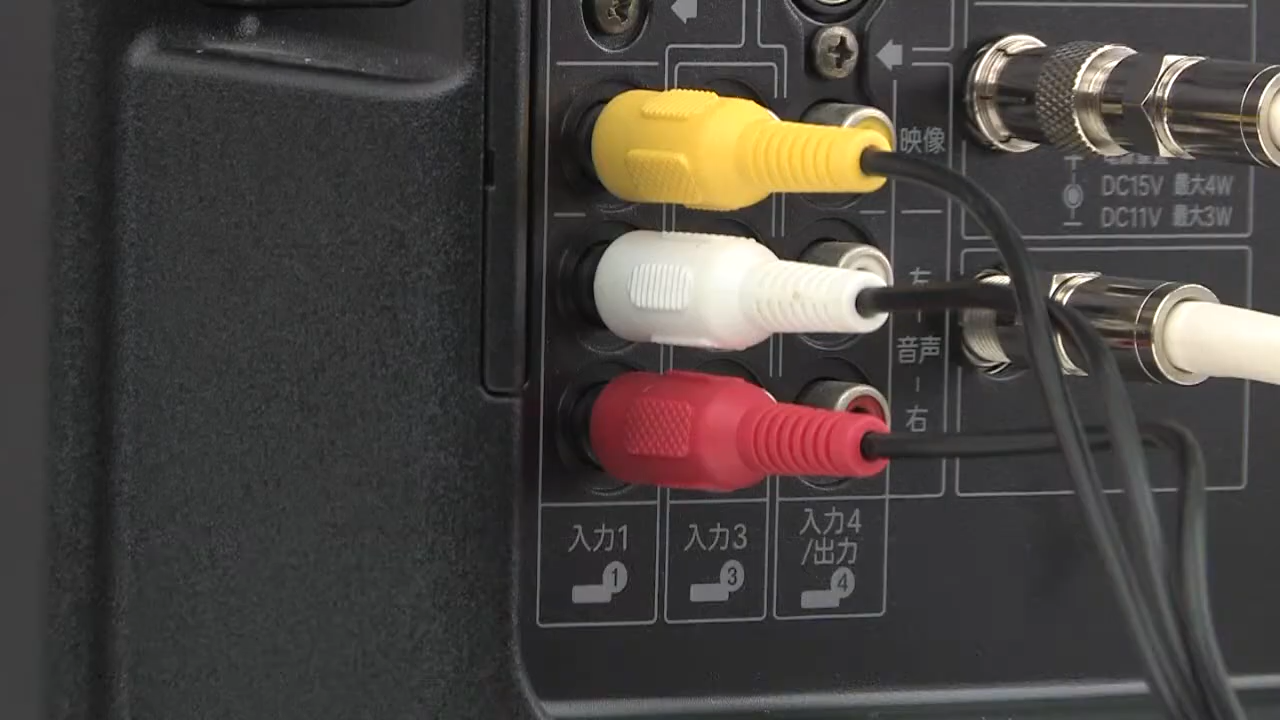 映像
DC15V 最大4W
DC11V 最大3W
左
音声
右
入力1
入力3
入力4
/出力
1
3
4